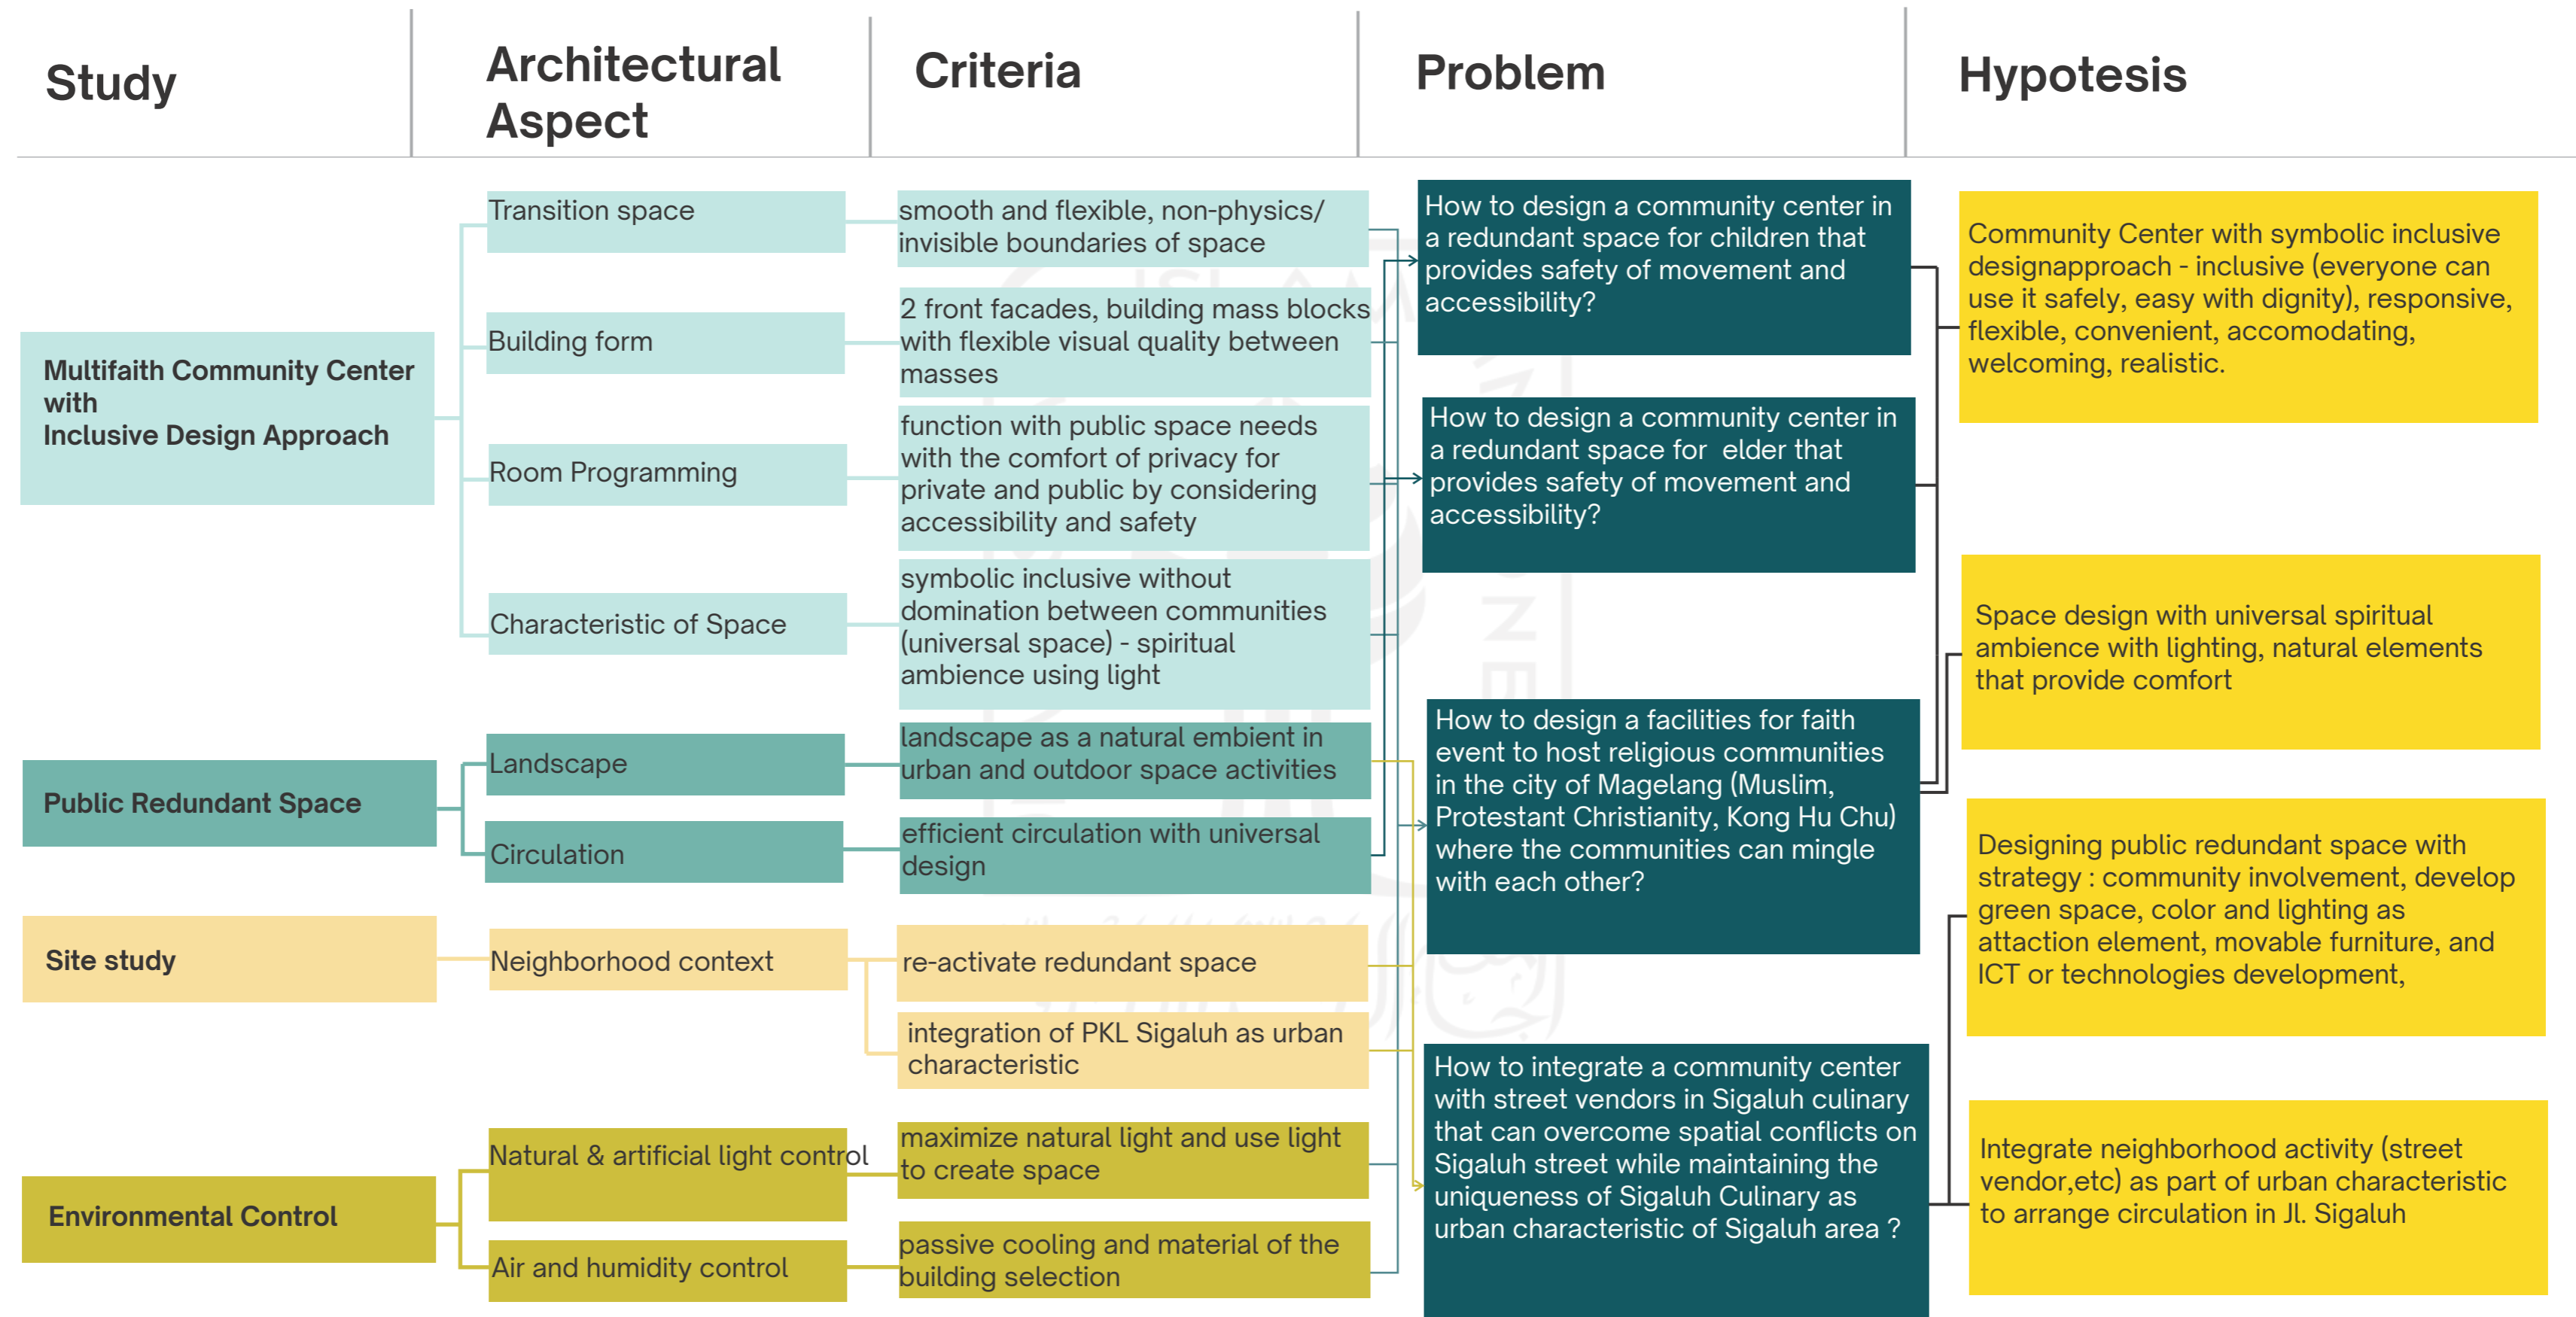 Study
Architectural
Aspect
Criteria
Problem
Hypotesis
Multifaith Community Center
with
Inclusive Design Approach
Transition space
Building form
Room Programming
Characteristic of Space
smooth and flexible, non-physics/
invisible boundaries of space
2 front facades, building mass blocks
with flexible visual quality between
masses
function with public space needs
with the comfort of privacy for
private and public by considering
accessibility and safety
symbolic inclusive without
domination between communities
(universal space) - spiritual
ambience using light
Public Redundant Space
Landscape
Circulation
landscape as a natural embient in
urban and outdoor space activities
efficient circulation with universal
design
Site study
Neighborhood context
re-activate redundant space
integration of PKL Sigaluh as urban
characteristic
Environmental Control
Natural & artificial light control
Air and humidity control
maximize natural light and use light
to create space
passive cooling and material of the
building selection
How to design a community center in
a redundant space for children that
provides safety of movement and
accessibility?
How to design a community center in
a redundant space for elder that
provides safety of movement and
accessibility?
How to design a facilities for faith
event to host religious communities
in the city of Magelang (Muslim,
Protestant Christianity, Kong Hu Chu)
where the communities can mingle
with each other?
How to integrate a community center
with street vendors in Sigaluh culinary
that can overcome spatial conflicts on
Sigaluh street while maintaining the
uniqueness of Sigaluh Culinary as
urban characteristic of Sigaluh area ?
Community Center with symbolic inclusive
designapproach - inclusive (everyone can
use it safely, easy with dignity), responsive,
flexible, convenient, accomodating,
welcoming, realistic.
Space design with universal spiritual
ambience with lighting, natural elements
that provide comfort
Designing public redundant space with
strategy : community involvement, develop
green space, color and lighting as
attaction element, movable furniture, and
ICT or technologies development,
Integrate neighborhood activity (street
vendor,etc) as part of urban characteristic
to arrange circulation in Jl. Sigaluh